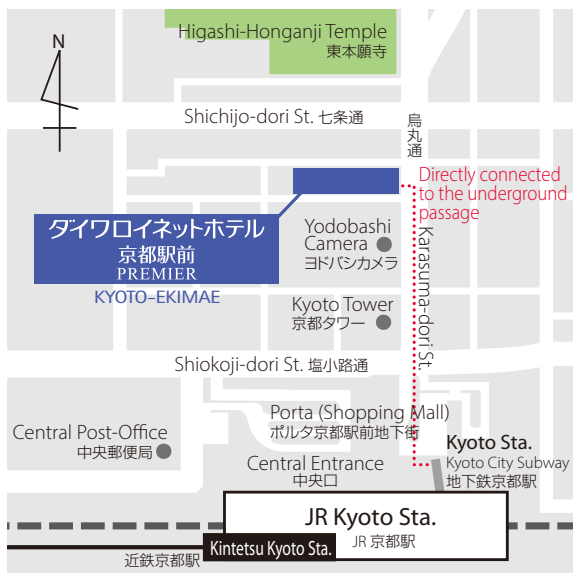 Higashi-Honganji Temple
東本願寺
N
Shichijo-dori St. 七条通
烏丸通
Directly connected
to the underground
passage
ダイワロイネットホテル
京都駅前
PREMIER
KYOTO-EKIMAE
Yodobashi
Camera
ヨドバシカメラ
Karasuma-dori St.
Kyoto Tower
京都タワー
Shiokoji-dori St. 塩小路通
Porta (Shopping Mall)
ポルタ京都駅前地下街
Central Post-Office
中央郵便局
Kyoto Sta.
Kyoto City Subway
地下鉄京都駅
Central Entrance
中央口
JR Kyoto Sta.
JR 京都駅
Kintetsu Kyoto Sta.
近鉄京都駅